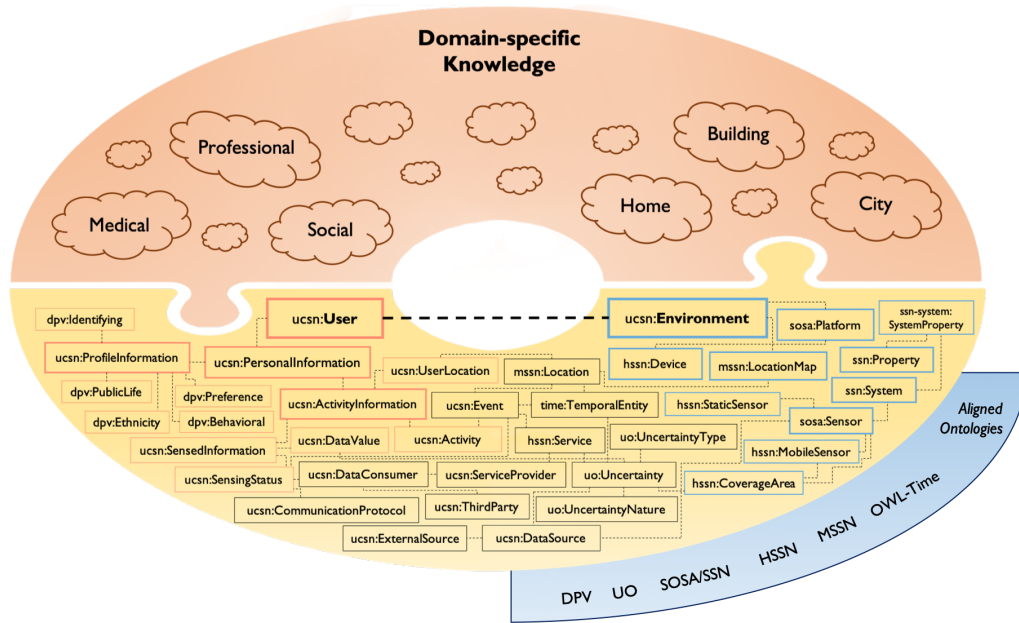 Domain-specific
Knowledge
Professional
Building
Medical
Social
Home
City
ucsn:User
ucsn:Environment
dpv:Identifying
sosa:Platform
ssn-system:
SystemProperty
ucsn:ProfileInformation
ucsn:PersonalInformation
ucsn:UserLocation
mssn:Location
hssn:Device
mssn:LocationMap
ssn:Property
dpv:PublicLife
dpv:Preference
ucsn:ActivityInformation
ucsn:Event
time:TemporalEntity
hssn:StaticSensor
ssn:System
dpv:Ethnicity
dpv:Behavioral
ucsn:DataValue
ucsn:Activity
hssn:Service
uo:UncertaintyType
sosa:Sensor
ucsn:SensedInformation
hssn:MobileSensor
ucsn:SensingStatus
ucsn:DataConsumer
ucsn:ServiceProvider
uo:Uncertainty
hssn:CoverageArea
ucsn:CommunicationProtocol
ucsn:ThirdParty
uo:UncertaintyNature
ucsn:ExternalSource
ucsn:DataSource
Aligned
Ontologies
DPV
UO
SOSA/SSN
HSSN
MSSN
OWL-Time